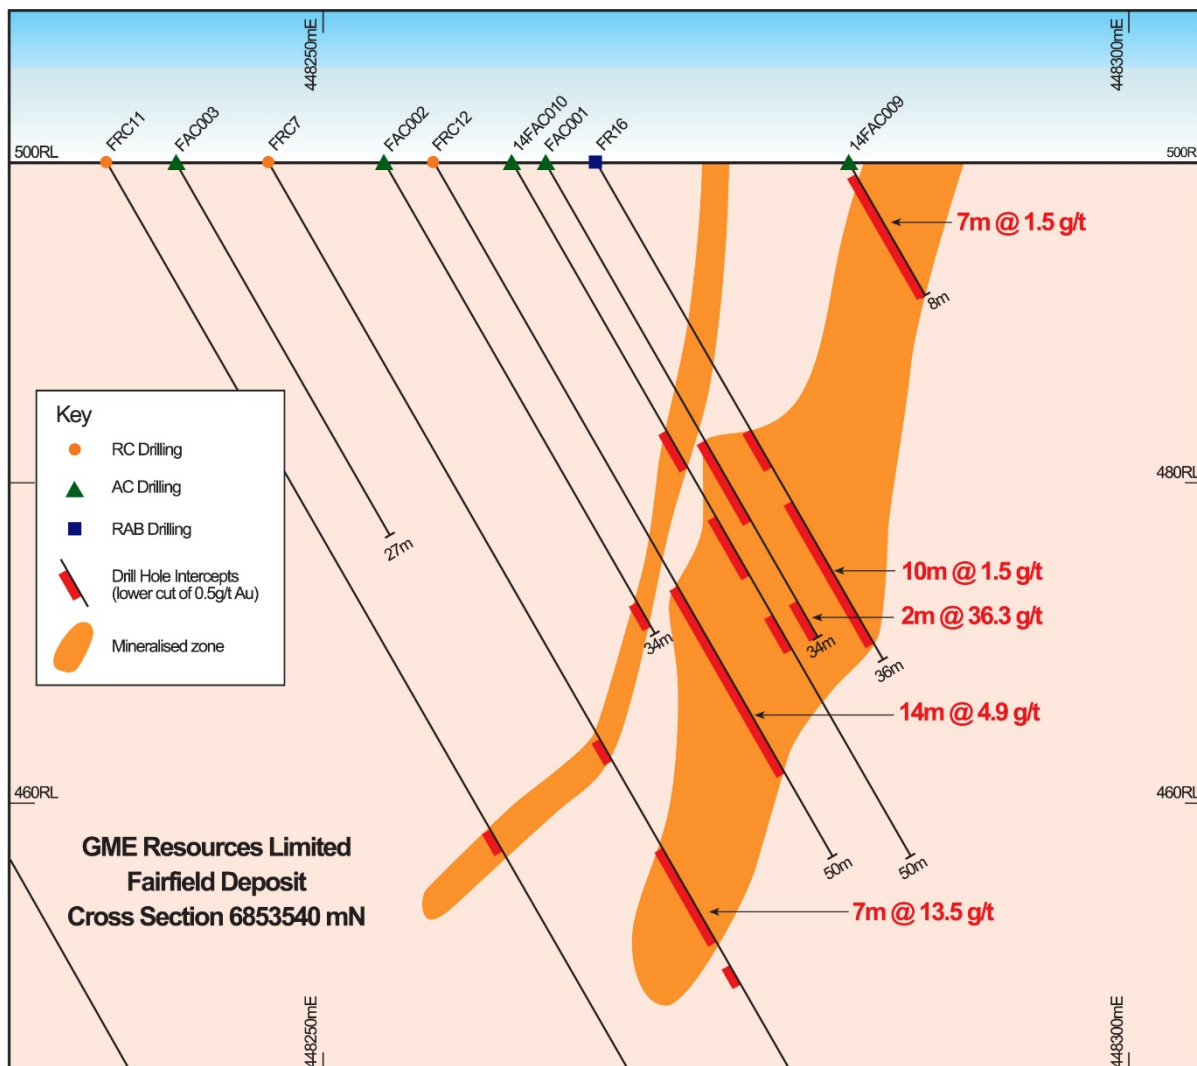 448250mE
448300mE
FRC11
FAC003
FRC7
FAC002
FRC12
14FAC010
FAC001
FR16
14FAC009
500RL
500RL
7m @ 1.5 g/t
8m
Key
RC Drilling
AC Drilling
RAB Drilling
Drill Hole Intercepts
(lower cut of 0.5g/t Au)
Mineralised zone
480RL
27m
10m @ 1.5 g/t
2m @ 36.3 g/t
34m
34m
36m
14m @ 4.9 g/t
460RL
460RL
GME Resources Limited
Fairfield Deposit
Cross Section 6853540 mN
50m
50m
7m @ 13.5 g/t
448250mE
448300mE